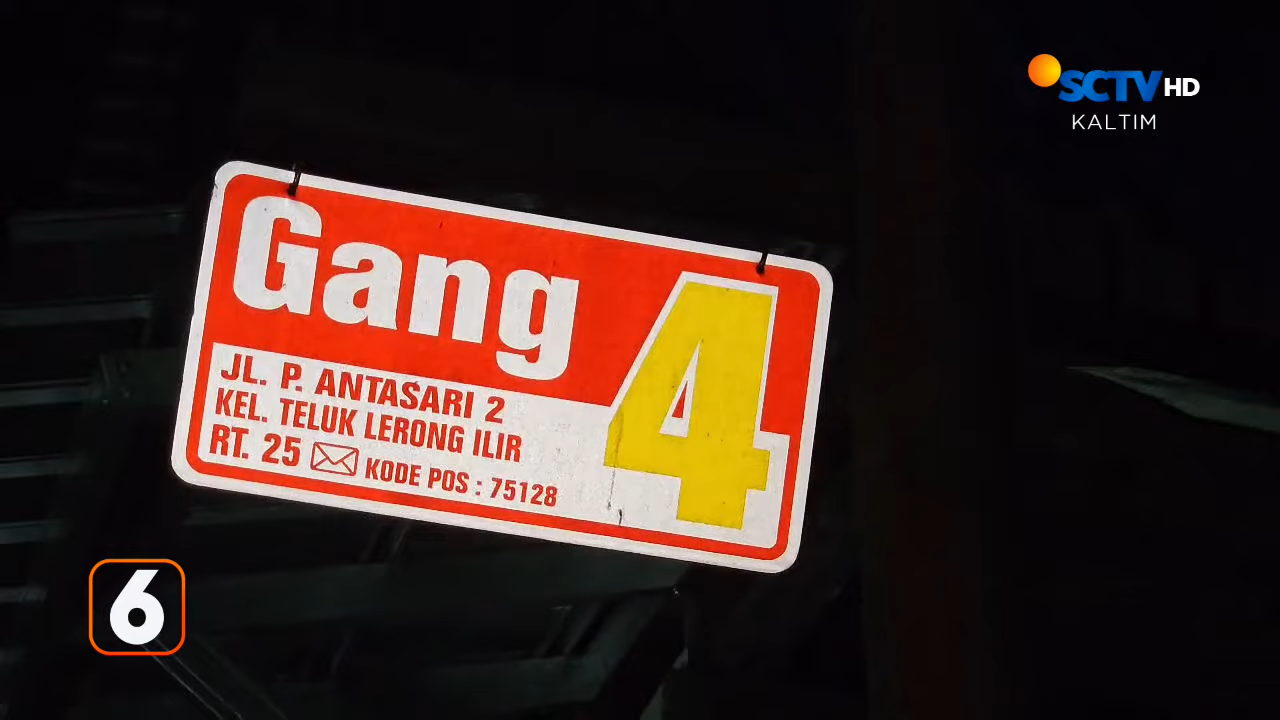 SCTV HD
KALTIM
Gang 4
JL. P. ANTASARI 2
KEL. TELUK LERONG ILIR
RT. 25 KODE POS : 75128
6